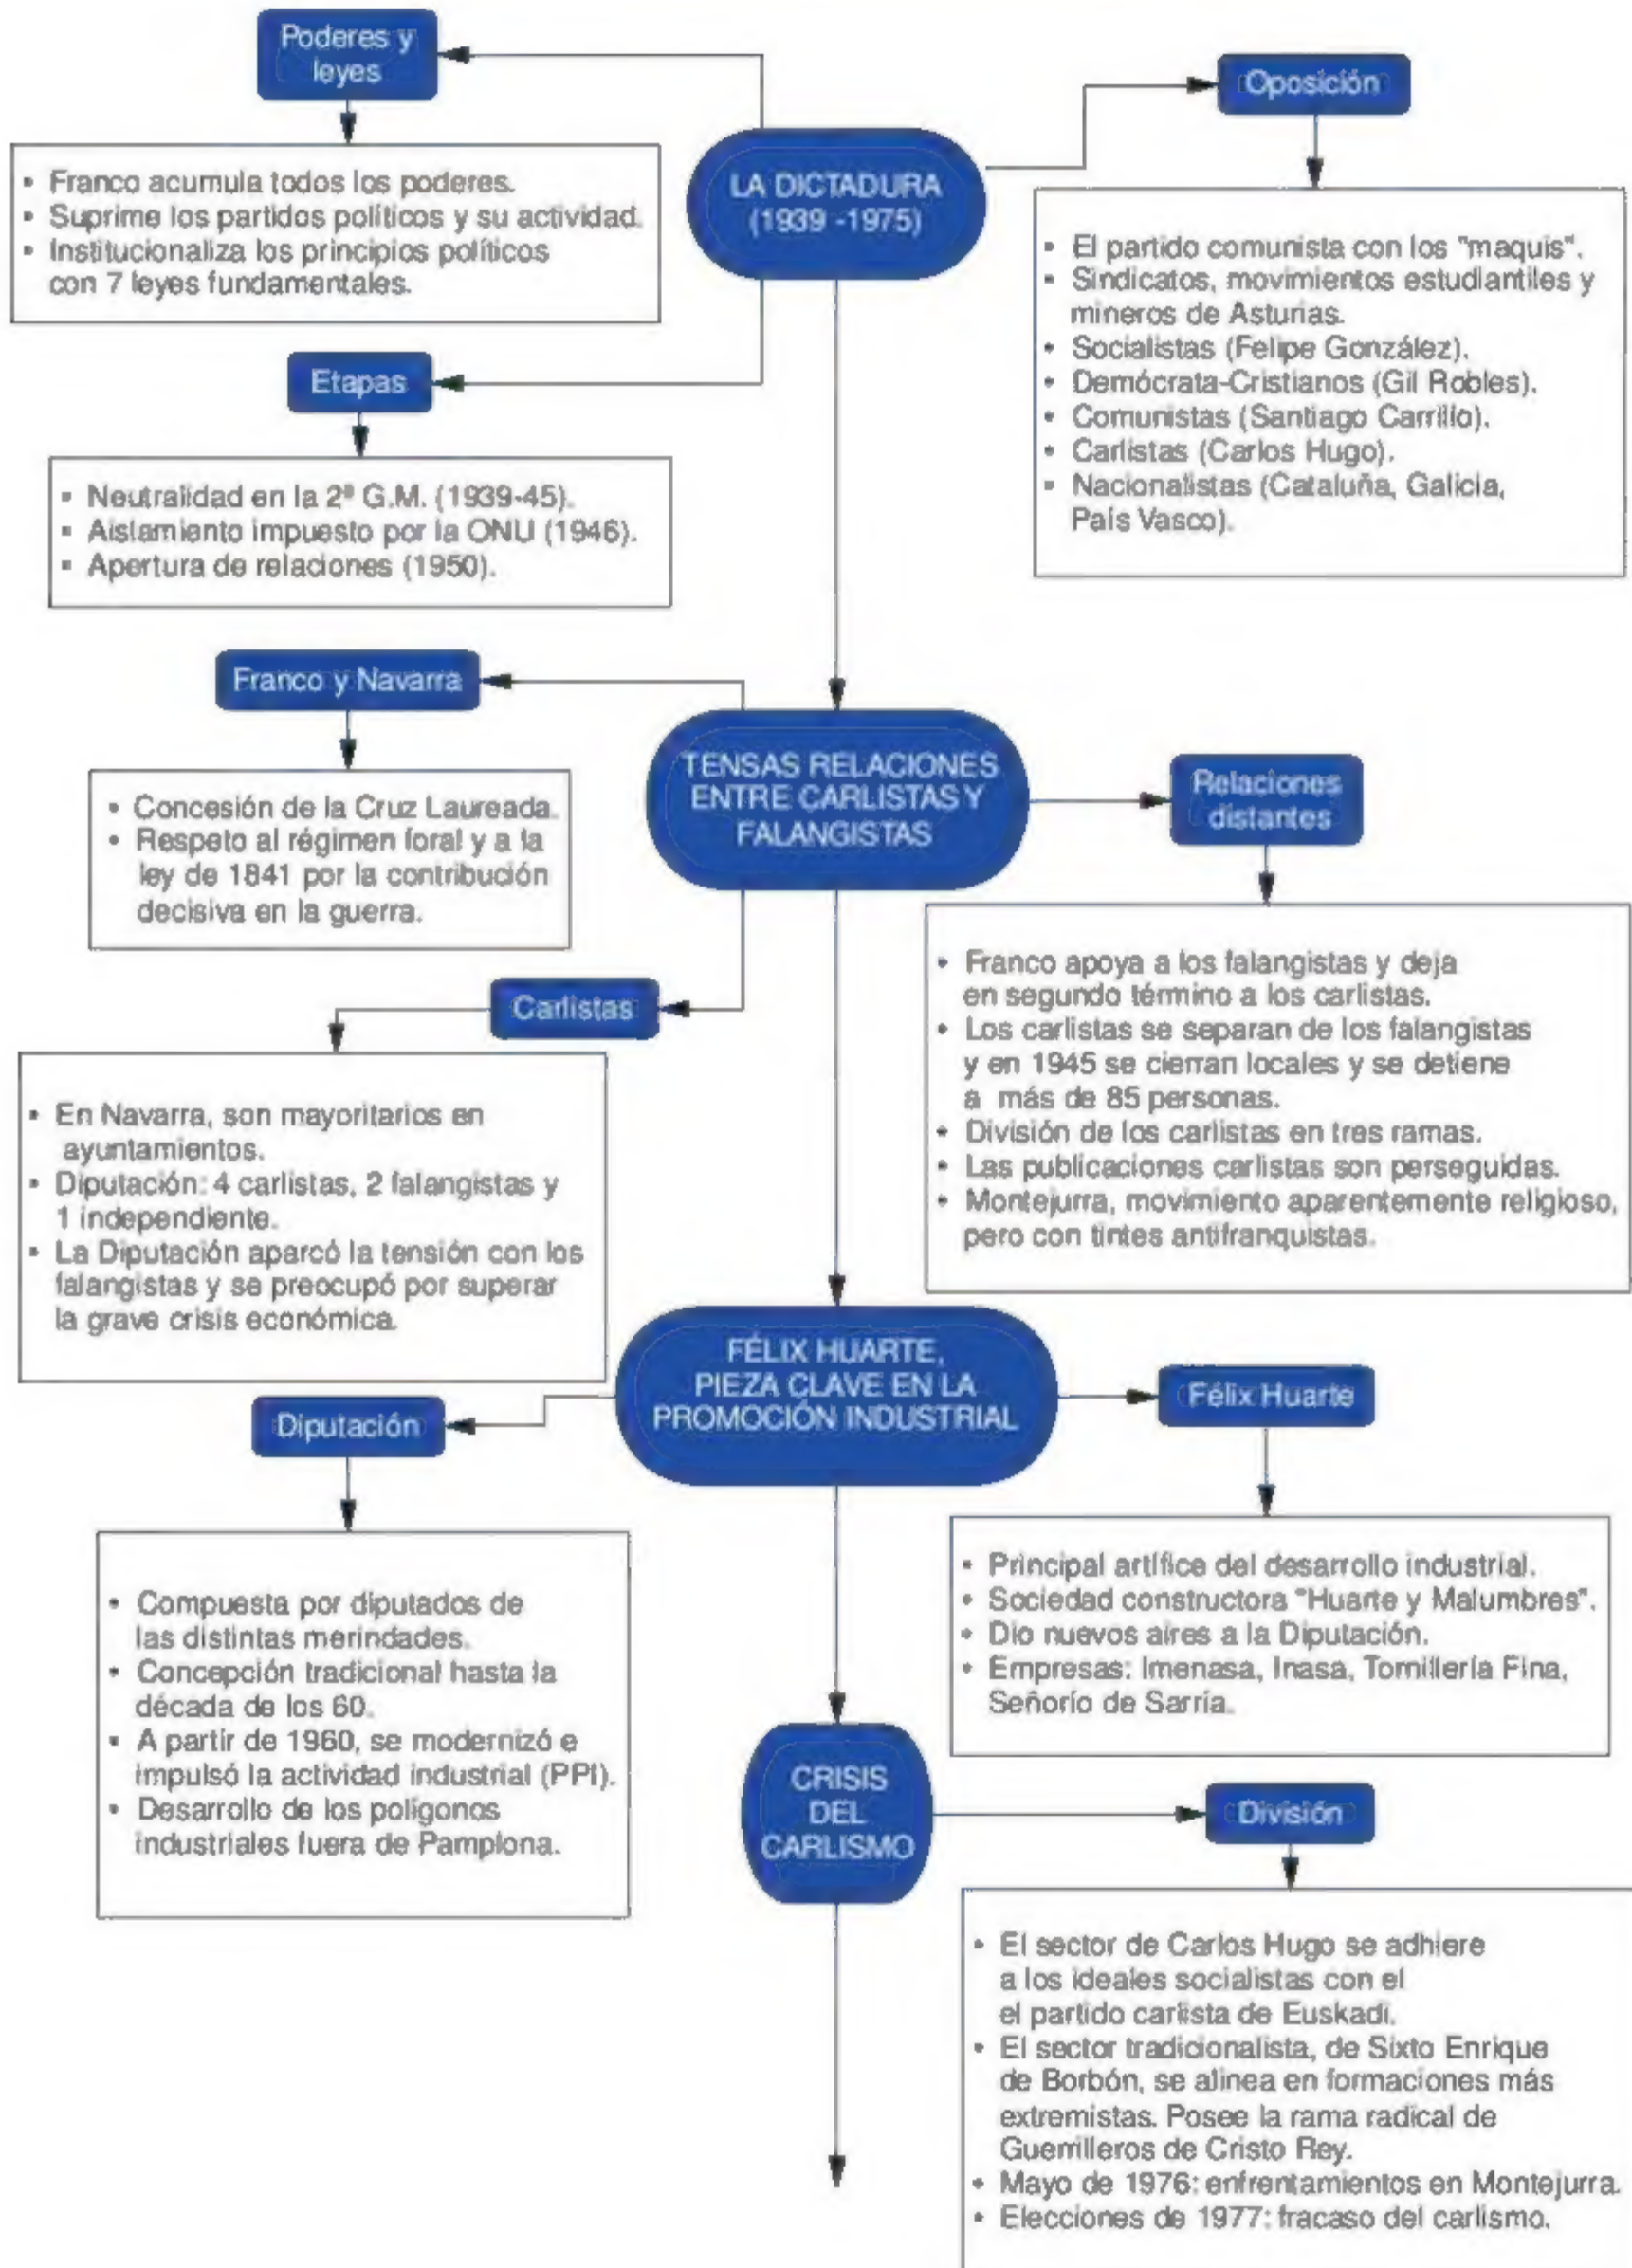 Poderes y
leyes
Oposición
LA DICTADURA
(1939 -1975)
• Franco acumula todos los poderes.
• Suprime los partidos políticos y su actividad.
• Institucionaliza los principios políticos
con 7 leyes fundamentales.
• El partido comunista con los "maquis".
• Sindicatos, movimientos estudiantiles y
mineros de Asturias.
• Socialistas (Felipe González).
• Demócrata-Cristianos (Gil Robles).
• Comunistas (Santiago Carrillo).
• Carlistas (Carlos Hugo).
• Nacionalistas (Cataluña, Galicia,
País Vasco).
Etapas
• Neutralidad en la 2ª G.M. (1939-45).
• Aislamiento impuesto por la ONU (1946).
• Apertura de relaciones (1950).
Franco y Navarra
TENSAS RELACIONES
ENTRE CARLISTAS Y
FALANGISTAS
Relaciones
distantes
• Concesión de la Cruz Laureada.
• Respeto al régimen foral y a la
ley de 1841 por la contribución
decisiva en la guerra.
• Franco apoya a los falangistas y deja
en segundo término a los carlistas.
• Los carlistas se separan de los falangistas
y en 1945 se cierran locales y se detiene
a más de 85 personas.
• División de los carlistas en tres ramas.
• Las publicaciones carlistas son perseguidas.
• Montejurra, movimiento aparentemente religioso,
pero con tintes antifranquistas.
Carlistas
• En Navarra, son mayoritarios en
ayuntamientos.
• Diputación: 4 carlistas, 2 falangistas y
1 independiente.
• La Diputación aparcó la tensión con los
falangistas y se preocupó por superar
la grave crisis económica.
FÉLIX HUARTE,
PIEZA CLAVE EN LA
PROMOCIÓN INDUSTRIAL
Félix Huarte
Diputación
• Principal artífice del desarrollo industrial.
• Sociedad constructora "Huarte y Malumbres".
• Dio nuevos aires a la Diputación.
• Empresas: Imenasa, Inasa, Tornillería Fina,
Señorío de Sarría.
• Compuesta por diputados de
las distintas merindades.
• Concepción tradicional hasta la
década de los 60.
• A partir de 1960, se modernizó e
impulsó la actividad industrial (PPI).
• Desarrollo de los polígonos
industriales fuera de Pamplona.
CRISIS
DEL
CARLISMO
División
• El sector de Carlos Hugo se adhiere
a los ideales socialistas con el
el partido carlista de Euskadi.
• El sector tradicionalista, de Sixto Enrique
de Borbón, se alinea en formaciones más
extremistas. Posee la rama radical de
Guerrilleros de Cristo Rey.
• Mayo de 1976: enfrentamientos en Montejurra.
• Elecciones de 1977: fracaso del carlismo.